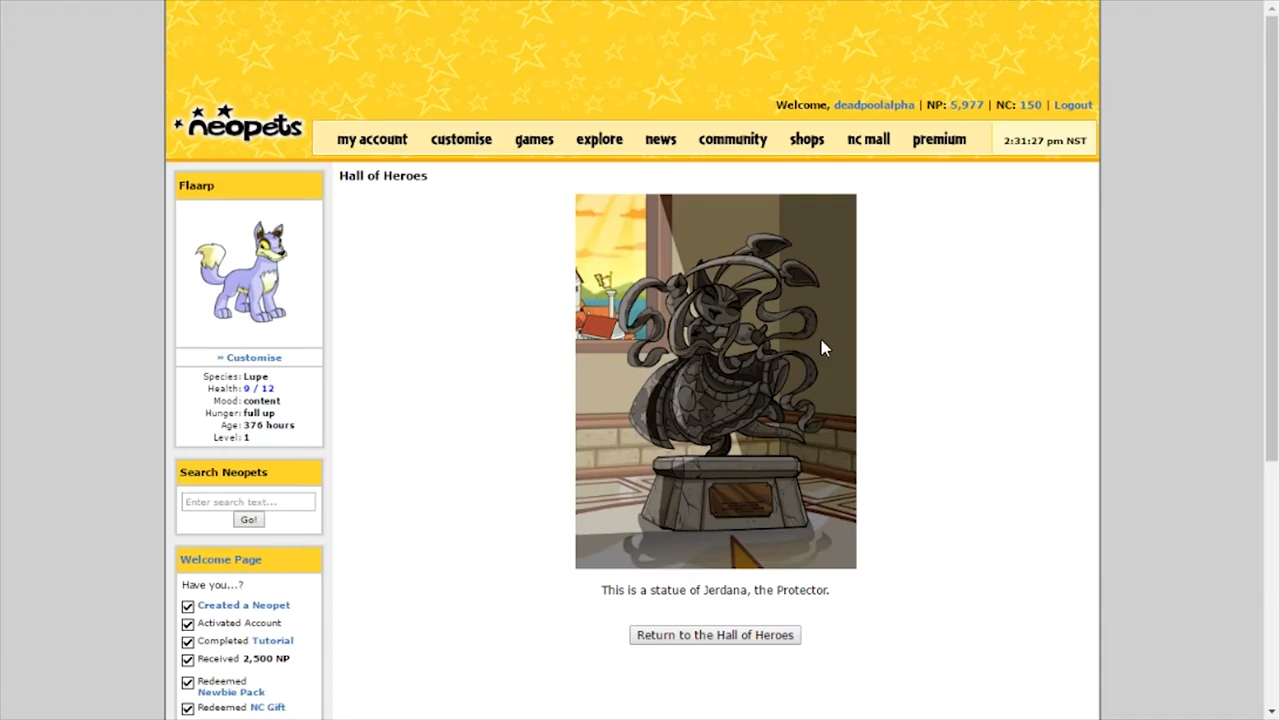 Welcome, deadpoolalpha | NP: 5,977 | NC: 150 | Logout
neopets
my account customise games explore news community shops nc mall premium 2:31:27 pm NST
Flaarp
Hall of Heroes
» Customise
Species: Lupe
Health: 9 / 12
Mood: content
Hunger: full up
Age: 376 hours
Level: 1
Search Neopets
Enter search text...
Go!
Welcome Page
Have you...?
Created a Neopet
Activated Account
Completed Tutorial
Received 2,500 NP
Redeemed
Newbie Pack
Redeemed NC Gift
This is a statue of Jerdana, the Protector.
Return to the Hall of Heroes